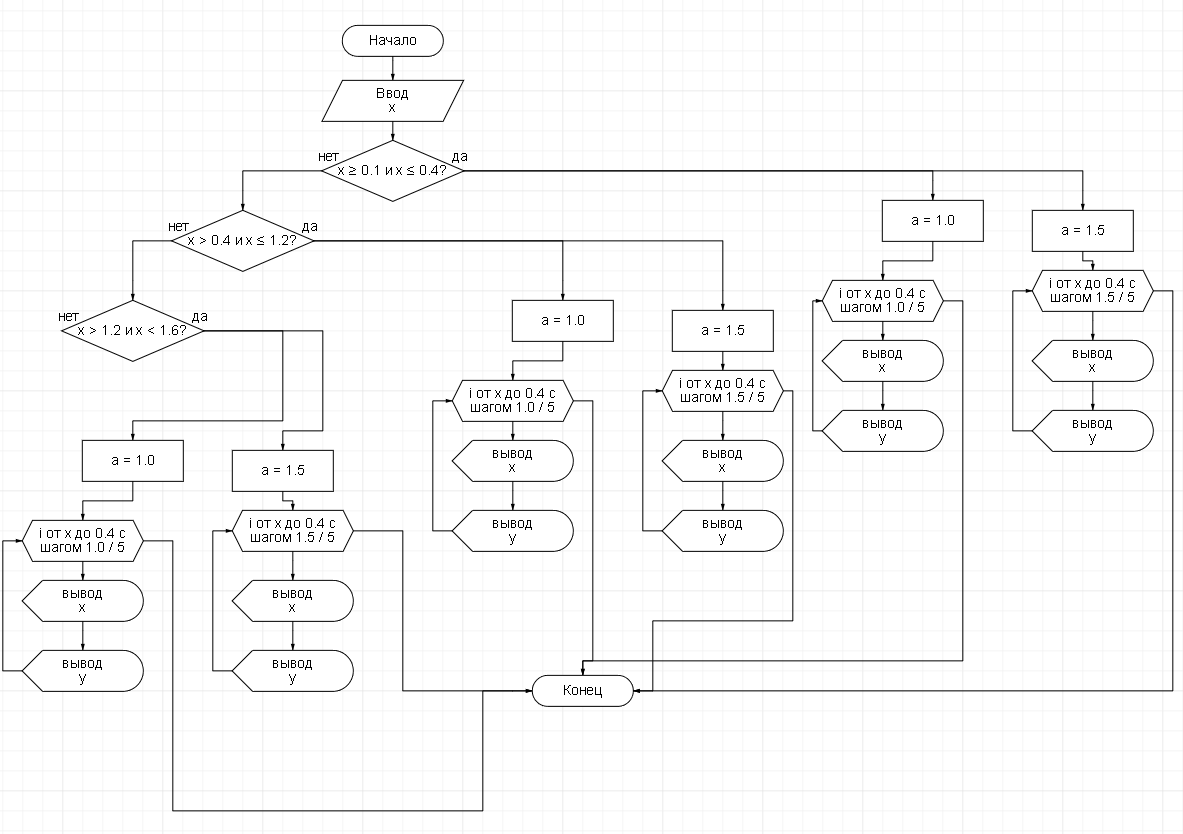 Начало
Ввод
x
нет
да
x ≥ 0.1 и x ≤ 0.4?
нет
да
x > 0.4 и x ≤ 1.2?
a = 1.0
a = 1.5
нет
да
x > 1.2 и x < 1.6?
a = 1.0
a = 1.5
i от x до 0.4 с
шагом 1.0 / 5
i от x до 0.4 с
шагом 1.5 / 5
вывод
x
вывод
x
вывод
y
вывод
y
i от x до 0.4 с
шагом 1.0 / 5
i от x до 0.4 с
шагом 1.5 / 5
вывод
x
вывод
x
вывод
y
вывод
y
a = 1.0
a = 1.5
i от x до 0.4 с
шагом 1.0 / 5
i от x до 0.4 с
шагом 1.5 / 5
вывод
x
вывод
x
вывод
y
вывод
y
Конец